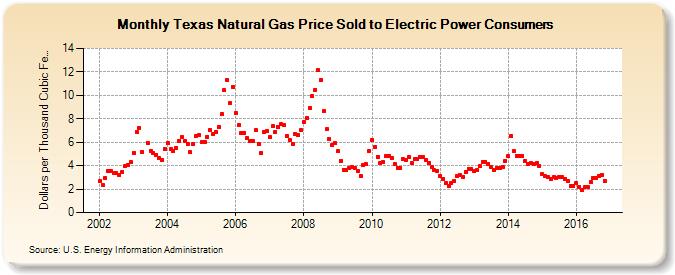 Monthly Texas Natural Gas Price Sold to Electric Power Consumers
Dollars per Thousand Cubic Fe...
14
12
10
8
6
4
2
0
2002 2004 2006 2008 2010 2012 2014 2016
Source: U.S. Energy Information Administration